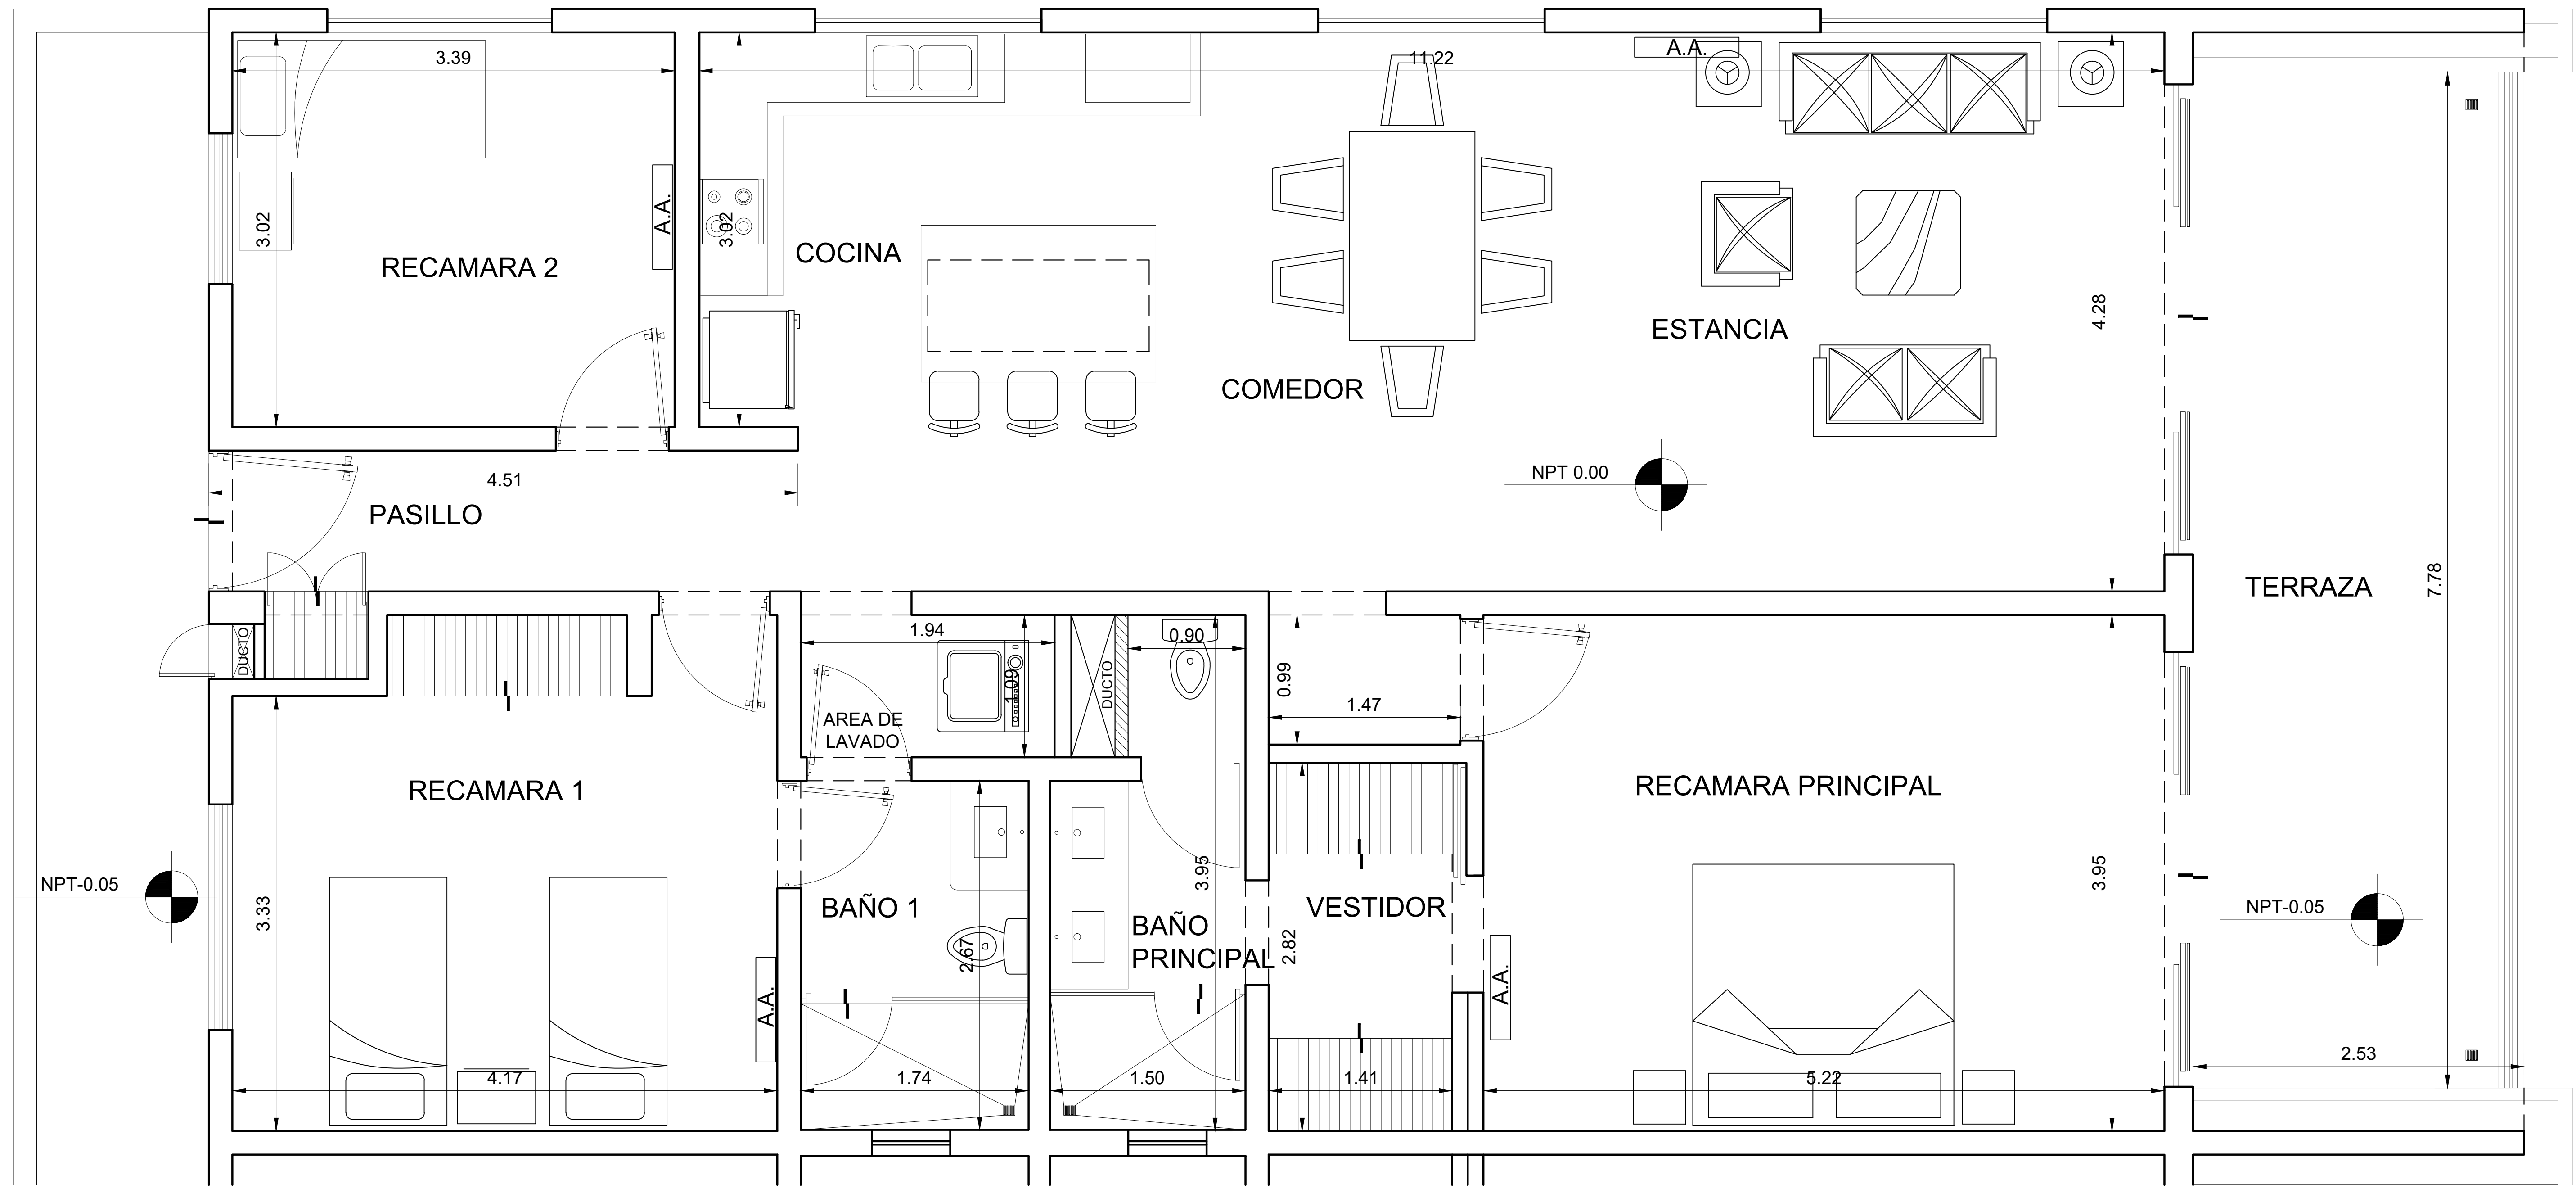 3.39
11.22
A.A.
3.02
A.A.
3.02
COCINA
RECAMARA 2
4.28
ESTANCIA
COMEDOR
NPT 0.00
4.51
PASILLO
7.78
TERRAZA
DUCTO
1.94
0.90
1.09
DUCTO
0.99
1.47
AREA DE
LAVADO
RECAMARA 1
RECAMARA PRINCIPAL
NPT-0.05
3.33
BAÑO 1
2.67
3.95
BAÑO
PRINCIPAL
VESTIDOR
2.82
3.95
NPT-0.05
A.A.
A.A.
4.17
1.74
1.50
1.41
5.22
2.53